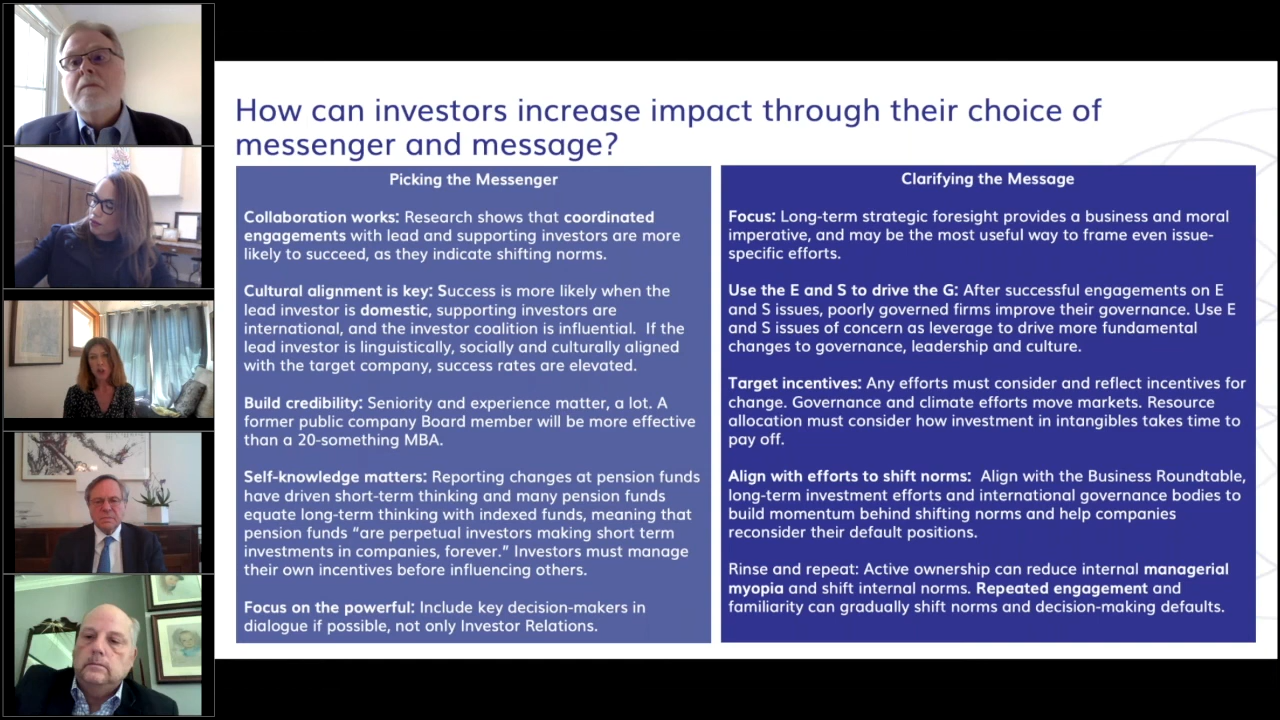 How can investors increase impact through their choice of
messenger and message?
Picking the Messenger
Collaboration works: Research shows that coordinated
engagements with lead and supporting investors are more
likely to succeed, as they indicate shifting norms.
Cultural alignment is key: Success is more likely when the
lead investor is domestic, supporting investors are
international, and the investor coalition is influential. If the
lead investor is linguistically, socially and culturally aligned
with the target company, success rates are elevated.
Build credibility: Seniority and experience matter, a lot. A
former public company Board member will be more effective
than a 20-something MBA.
Self-knowledge matters: Reporting changes at pension funds
have driven short-term thinking and many pension funds
equate long-term thinking with indexed funds, meaning that
pension funds “are perpetual investors making short term
investments in companies, forever.” Investors must manage
their own incentives before influencing others.
Focus on the powerful: Include key decision-makers in
dialogue if possible, not only Investor Relations.
Clarifying the Message
Focus: Long-term strategic foresight provides a business and moral
imperative, and may be the most useful way to frame even issue-
specific efforts.
Use the E and S to drive the G: After successful engagements on E
and S issues, poorly governed firms improve their governance. Use E
and S issues of concern as leverage to drive more fundamental
changes to governance, leadership and culture.
Target incentives: Any efforts must consider and reflect incentives for
change. Governance and climate efforts move markets. Resource
allocation must consider how investment in intangibles takes time to
pay off.
Align with efforts to shift norms: Align with the Business Roundtable,
long-term investment efforts and international governance bodies to
build momentum behind shifting norms and help companies
reconsider their default positions.
Rinse and repeat: Active ownership can reduce internal managerial
myopia and shift internal norms. Repeated engagement and
familiarity can gradually shift norms and decision-making defaults.